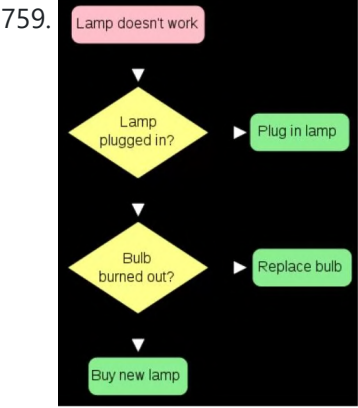 759.
Lamp doesn't work
Lamp
plugged in?
Plug in lamp
Bulb
burned out?
Replace bulb
Buy new lamp